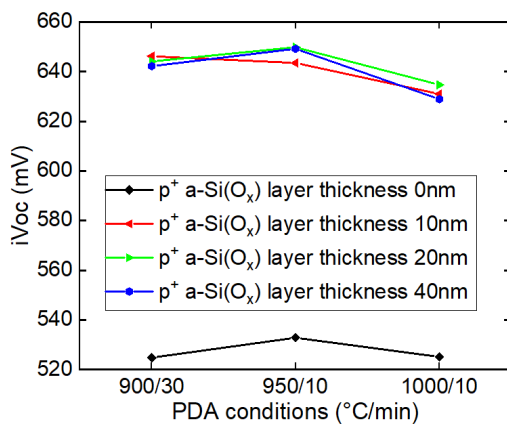 660
640
620
600
580
560
540
520
iVoc (mV)
p⁺ a-Si(Oₓ) layer thickness 0nm
p⁺ a-Si(Oₓ) layer thickness 10nm
p⁺ a-Si(Oₓ) layer thickness 20nm
p⁺ a-Si(Oₓ) layer thickness 40nm
900/30 950/10 1000/10
PDA conditions (°C/min)